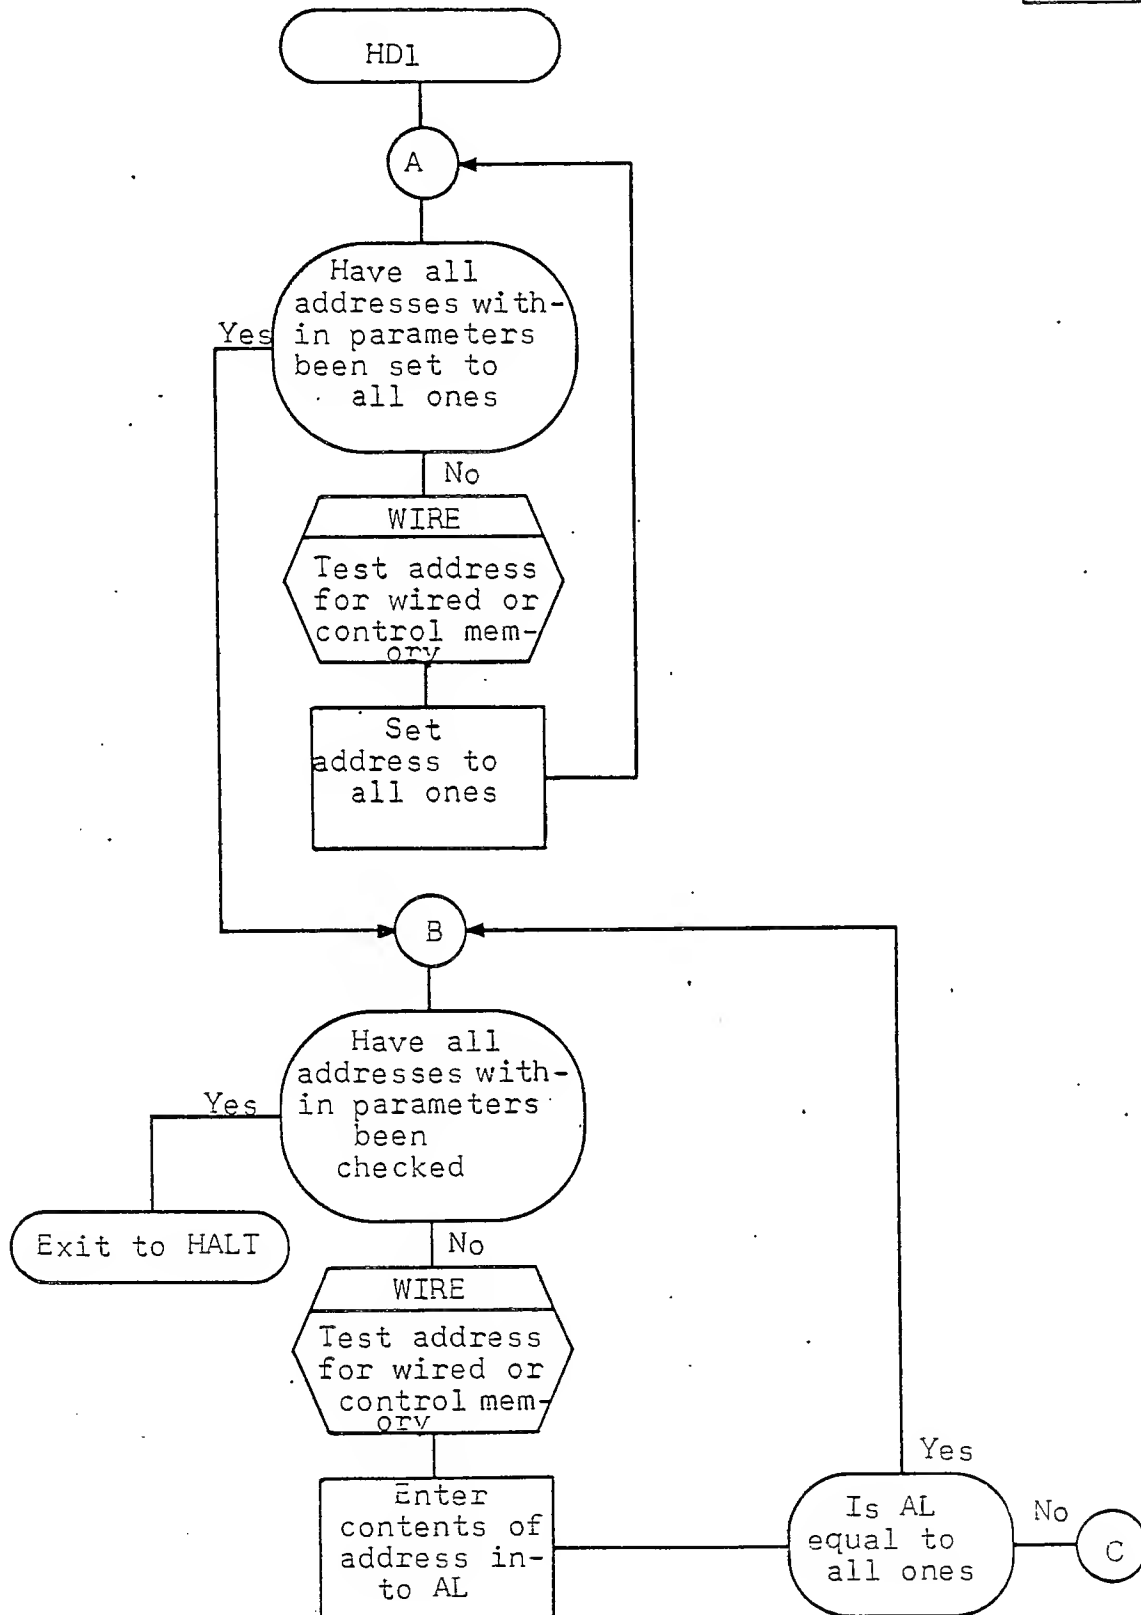 HD1
A
Have all
addresses with-
in parameters
been set to
all ones
Yes
No
WIRE
Test address
for wired or
control mem-
ory
Set
address to
all ones
B
Have all
addresses with-
in parameters
been
checked
Yes
Exit to HALT
No
WIRE
Test address
for wired or
control mem-
ory
Enter
contents of
address in-
to AL
Yes
Is AL
equal to
all ones
No
C